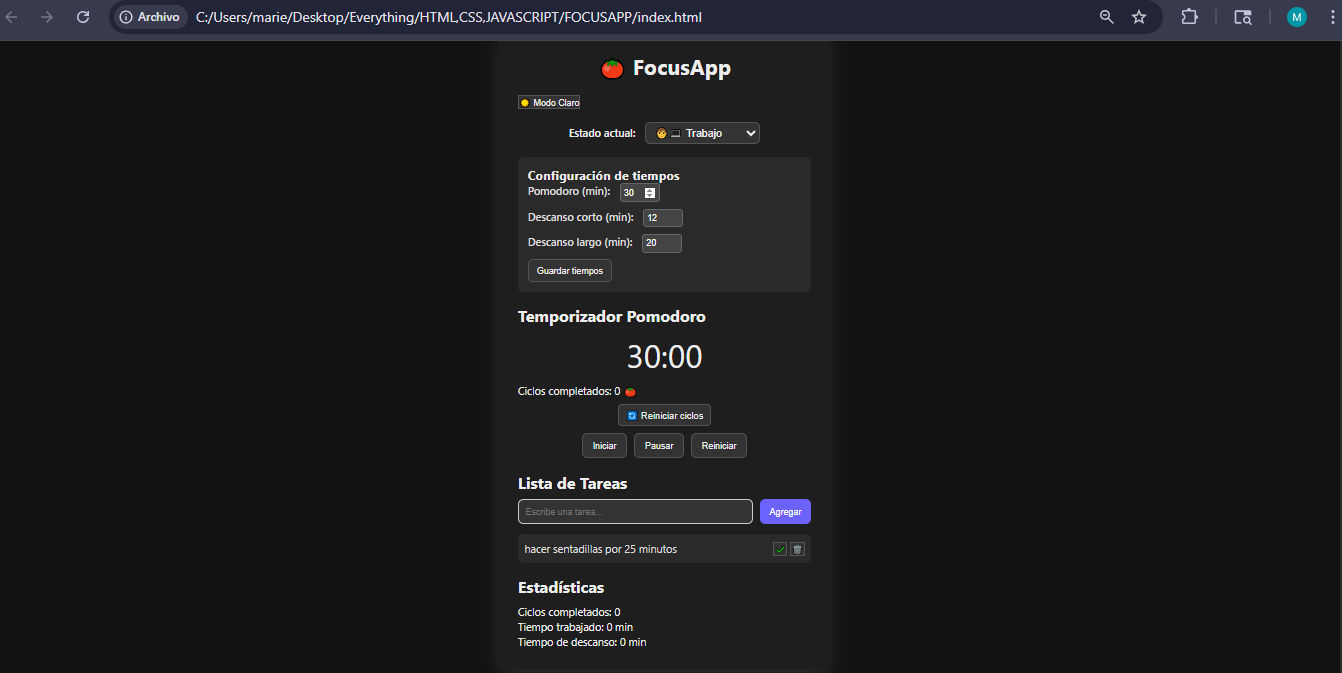 Archivo C:/Users/marie/Desktop/Everything/HTML,CSS,JAVASCRIPT/FOCUSAPP/index.html M
🍅 FocusApp
Modo Claro
Estado actual: 🧑‍💻 Trabajo
Configuración de tiempos
Pomodoro (min): 30
Descanso corto (min): 12
Descanso largo (min): 20
Guardar tiempos
Temporizador Pomodoro
30:00
Ciclos completados: 0 🍅
🔄 Reiniciar ciclos
Iniciar Pausar Reiniciar
Lista de Tareas
Escribe una tarea... Agregar
hacer sentadillas por 25 minutos
Estadísticas
Ciclos completados: 0
Tiempo trabajado: 0 min
Tiempo de descanso: 0 min